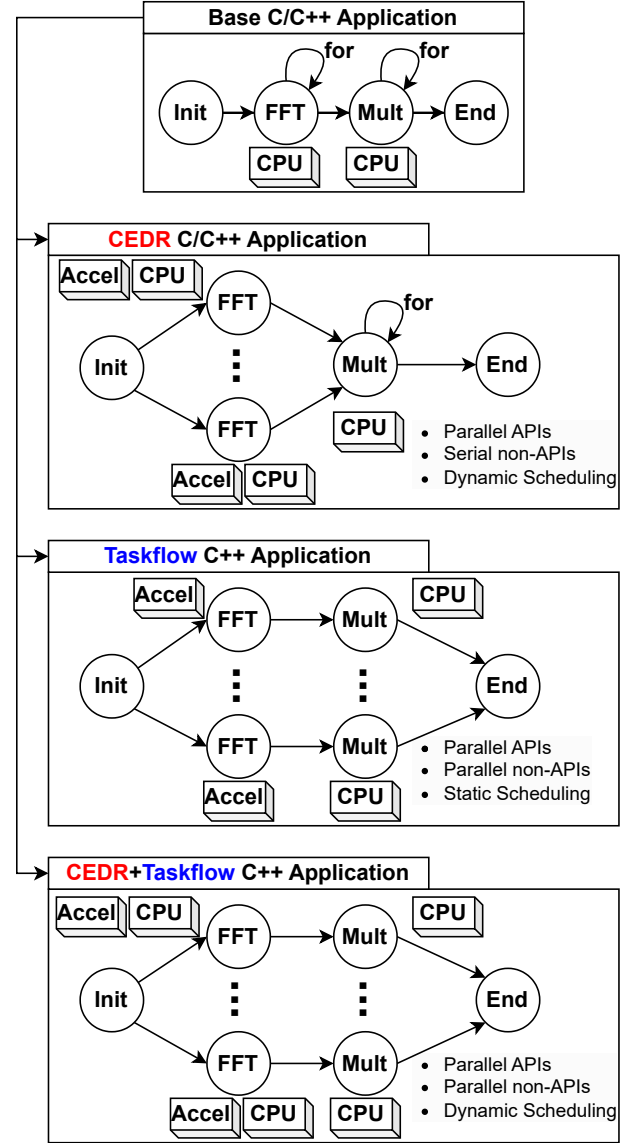 Base C/C++ Application
for
for
Init
FFT
Mult
End
CPU
CPU
CEDR C/C++ Application
Accel
CPU
FFT
for
Init
Mult
End
FFT
CPU
Accel
CPU
• Parallel APIs
• Serial non-APIs
• Dynamic Scheduling
Taskflow C++ Application
Accel
CPU
FFT
Mult
Init
End
FFT
Mult
Accel
CPU
• Parallel APIs
• Parallel non-APIs
• Static Scheduling
CEDR+Taskflow C++ Application
Accel
CPU
CPU
FFT
Mult
Init
End
FFT
Mult
Accel
CPU
CPU
• Parallel APIs
• Parallel non-APIs
• Dynamic Scheduling